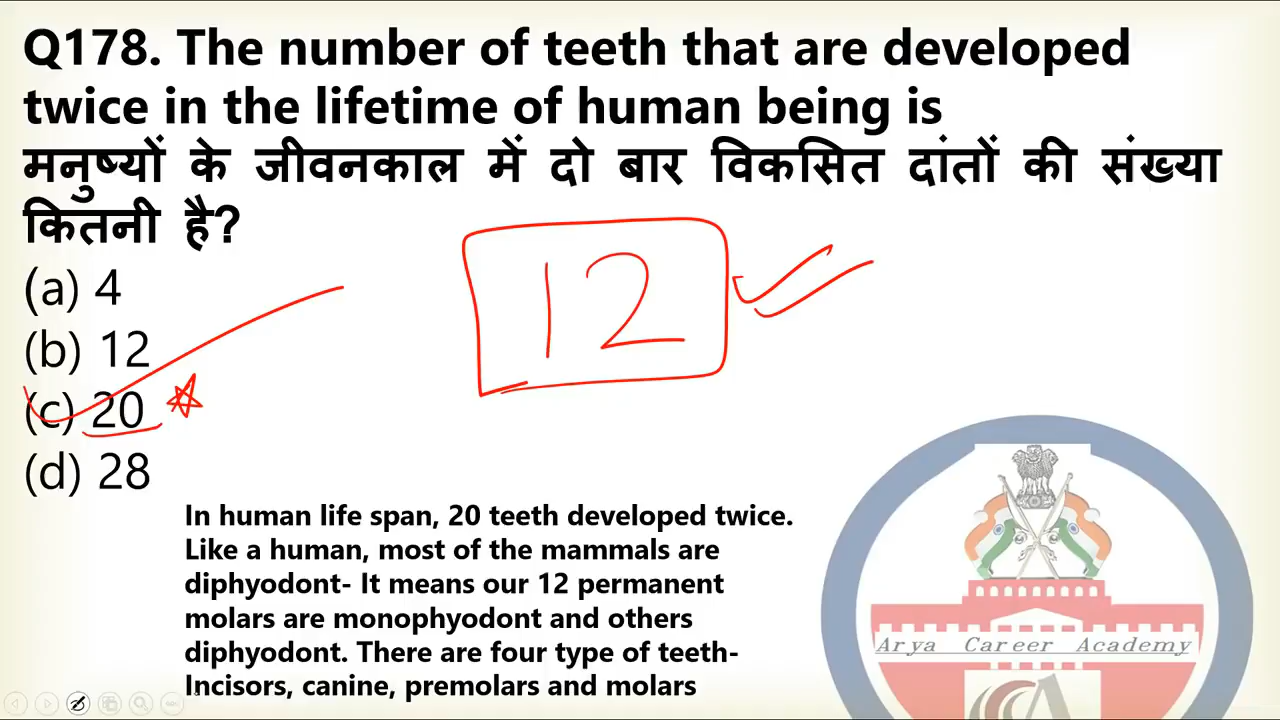 Q178. The number of teeth that are developed
twice in the lifetime of human being is
मनुष्यों के जीवनकाल में दो बार विकसित दांतों की संख्या
कितनी है?
(a) 4
12
(b) 12
(c) 20
(d) 28
In human life span, 20 teeth developed twice.
Like a human, most of the mammals are
diphyodont- It means our 12 permanent
molars are monophyodont and others
diphyodont. There are four type of teeth-
Incisors, canine, premolars and molars
Arya Career Academy